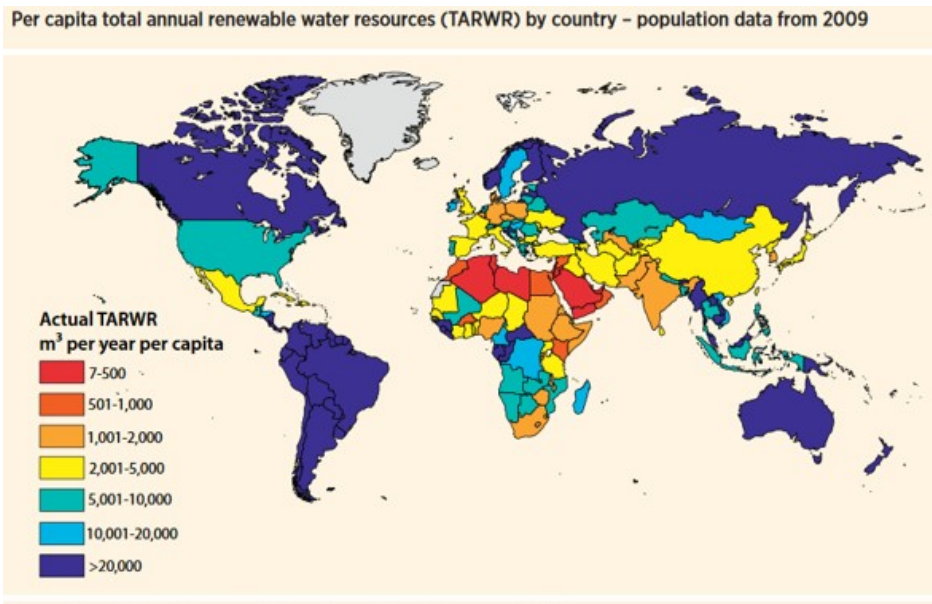 Per capita total annual renewable water resources (TARWR) by country – population data from 2009
Actual TARWR
m³ per year per capita
7-500
501-1,000
1,001-2,000
2,001-5,000
5,001-10,000
10,001-20,000
>20,000